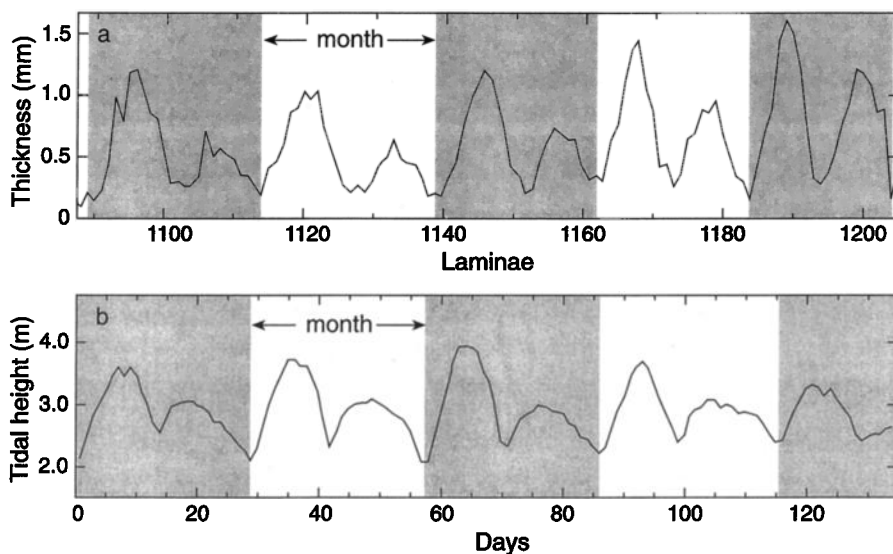 a
month
Thickness (mm)
1.5
1.0
0.5
0
1100 1120 1140 1160 1180 1200
Laminae
b
month
Tidal height (m)
4.0
3.0
2.0
0 20 40 60 80 100 120
Days